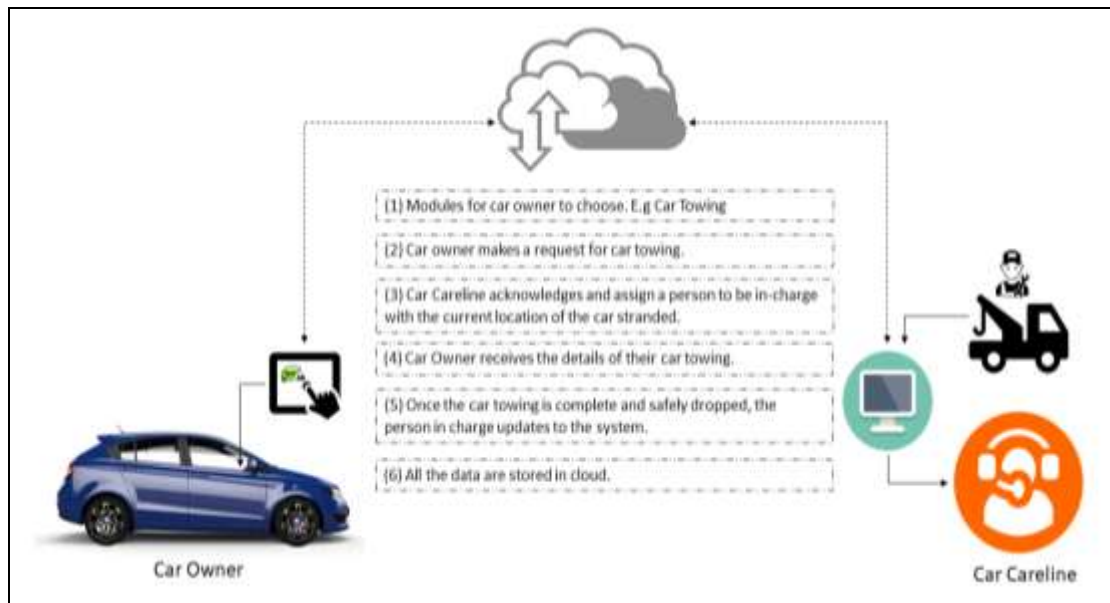 (1) Modules for car owner to choose. E.g Car Towing
(2) Car owner makes a request for car towing.
(3) Car Careline acknowledges and assign a person to be in-charge
with the current location of the car stranded.
(4) Car Owner receives the details of their car towing.
(5) Once the car towing is complete and safely dropped, the
person in charge updates to the system.
(6) All the data are stored in cloud.
Car Owner
Car Careline